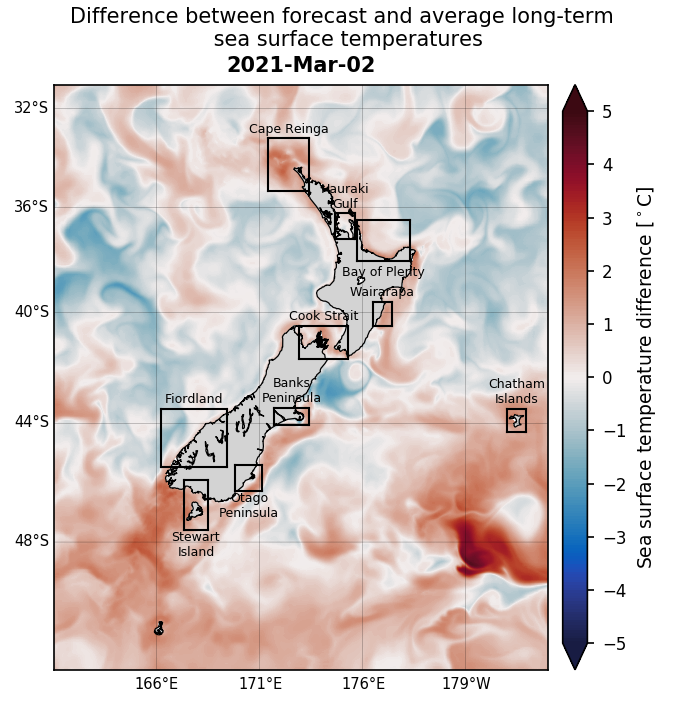 Difference between forecast and average long-term
sea surface temperatures
2021-Mar-02
32°S
36°S
40°S
44°S
48°S
Cape Reinga
Hauraki
Gulf
Bay of Plenty
Wairarapa
Cook Strait
Banks
Peninsula
Fiordland
Chatham
Islands
Otago
Peninsula
Stewart
Island
166°E
171°E
176°E
179°W
5
4
3
2
1
0
−1
−2
−3
−4
−5
Sea surface temperature difference [°C]